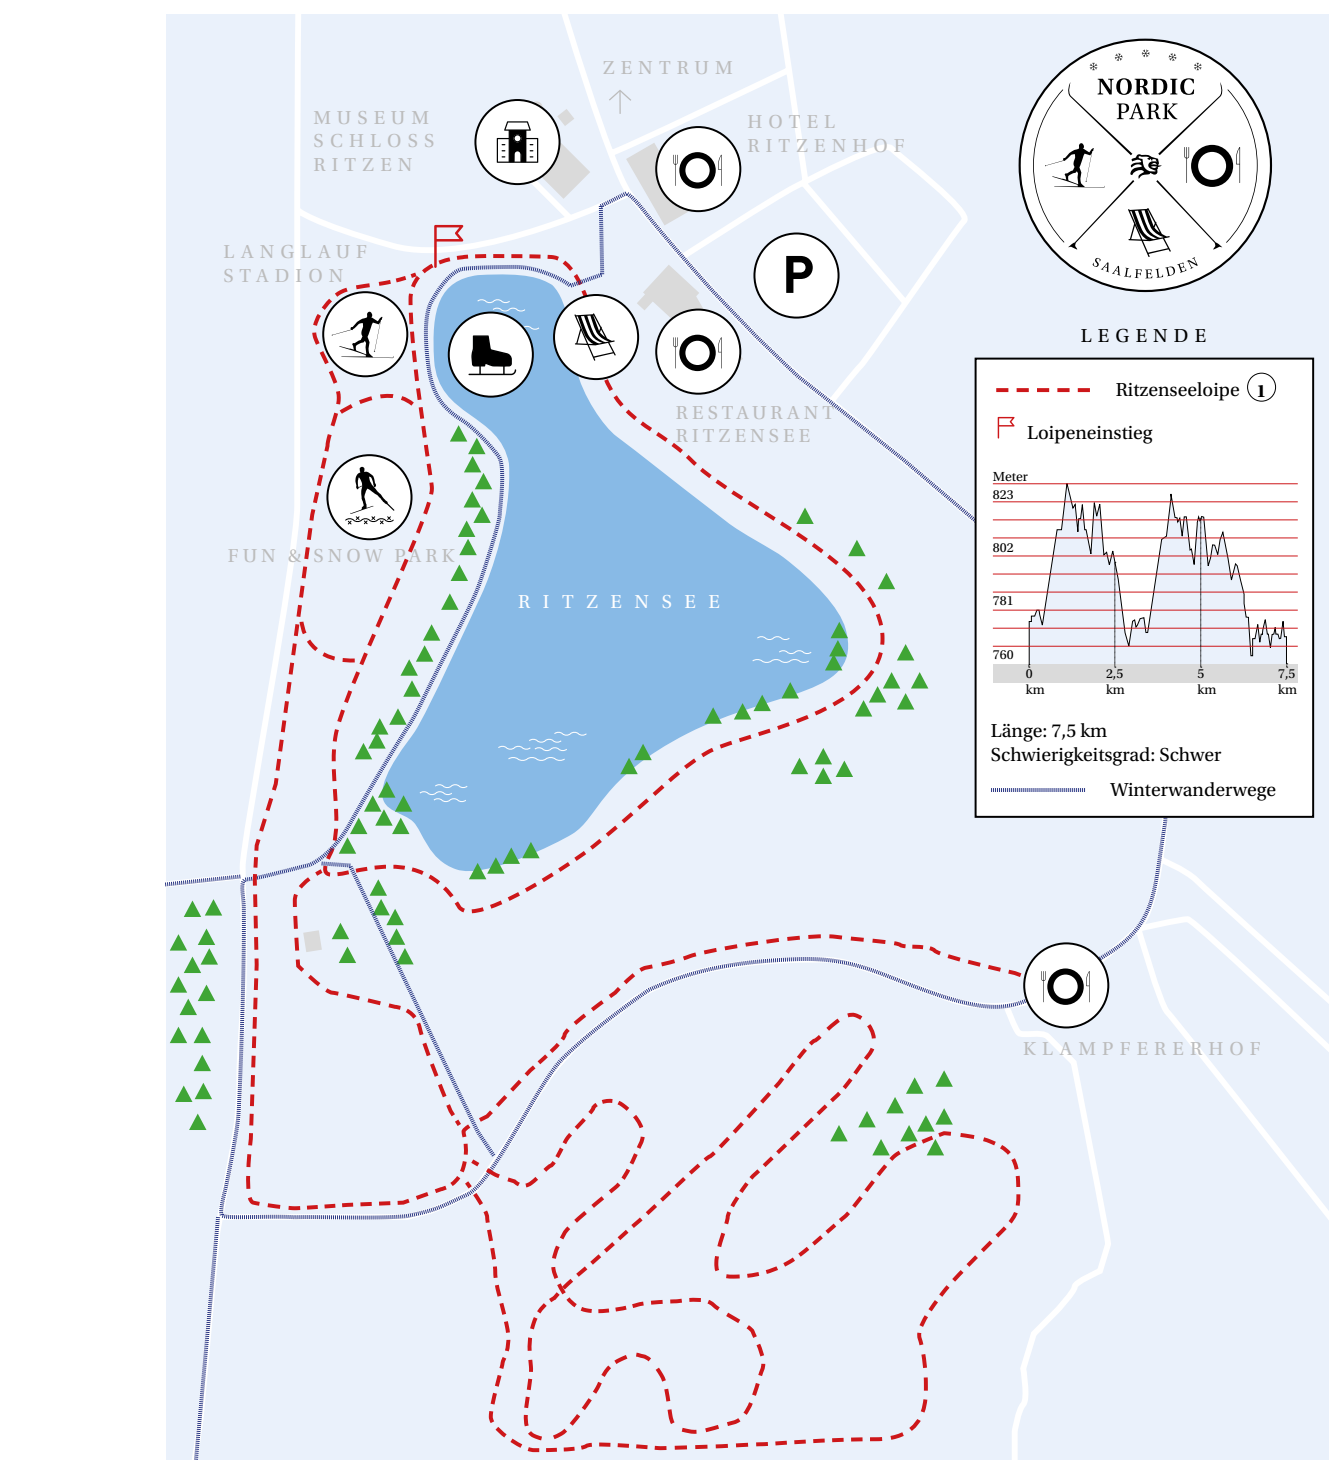 ZENTRUM
MUSEUM
SCHLOSS
RITZEN
HOTEL
RITZENHOF
LANGLAUF
STADION
P
RESTAURANT
RITZENSEE
FUN & SNOW PARK
RITZENSEE
KLAMPFERERHOF
NORDIC
PARK
SAALFELDEN
LEGENDE
Ritzenseeloipe 1
Loipeneinstieg
Meter
823
802
781
760
0 2,5 5 7,5
km km km km
Länge: 7,5 km
Schwierigkeitsgrad: Schwer
Winterwanderwege